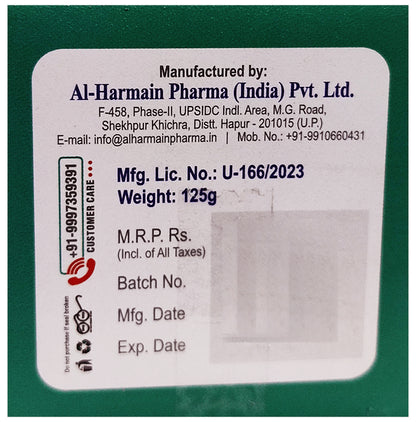 Manufactured by:
Al-Harmain Pharma (India) Pvt. Ltd.
F-458, Phase-II, UPSIDC Indl. Area, M.G. Road,
Shekhpur Khichra, Distt. Hapur - 201015 (U.P.)
E-mail: info@alharmainpharma.in | Mob. No.: +91-9910660431
Mfg. Lic. No.: U-166/2023
Weight: 125g
M.R.P. Rs.
(Incl. of All Taxes)
Batch No.
Mfg. Date
Exp. Date
+91-9997359391
CUSTOMER CARE
Do not purchase if seal broken